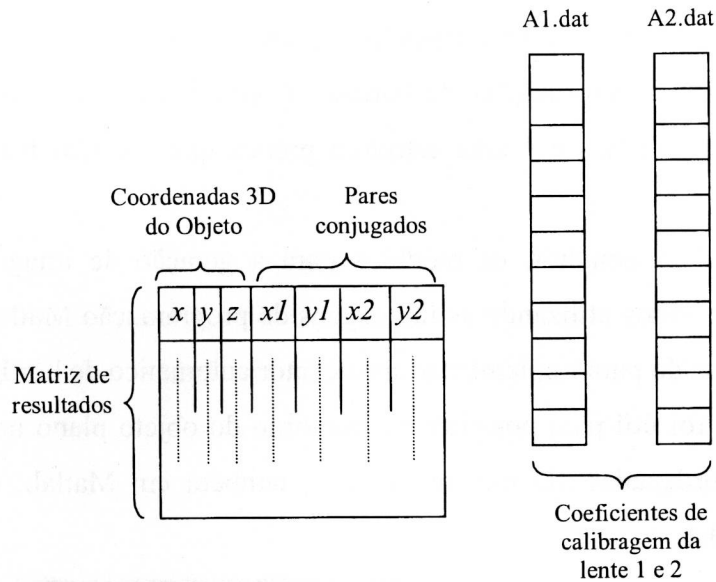 A1.dat A2.dat
Coordenadas 3D
do Objeto
Pares
conjugados
x y z x1 y1 x2 y2
Matriz de
resultados
Coeficientes de
calibragem da
lente 1 e 2